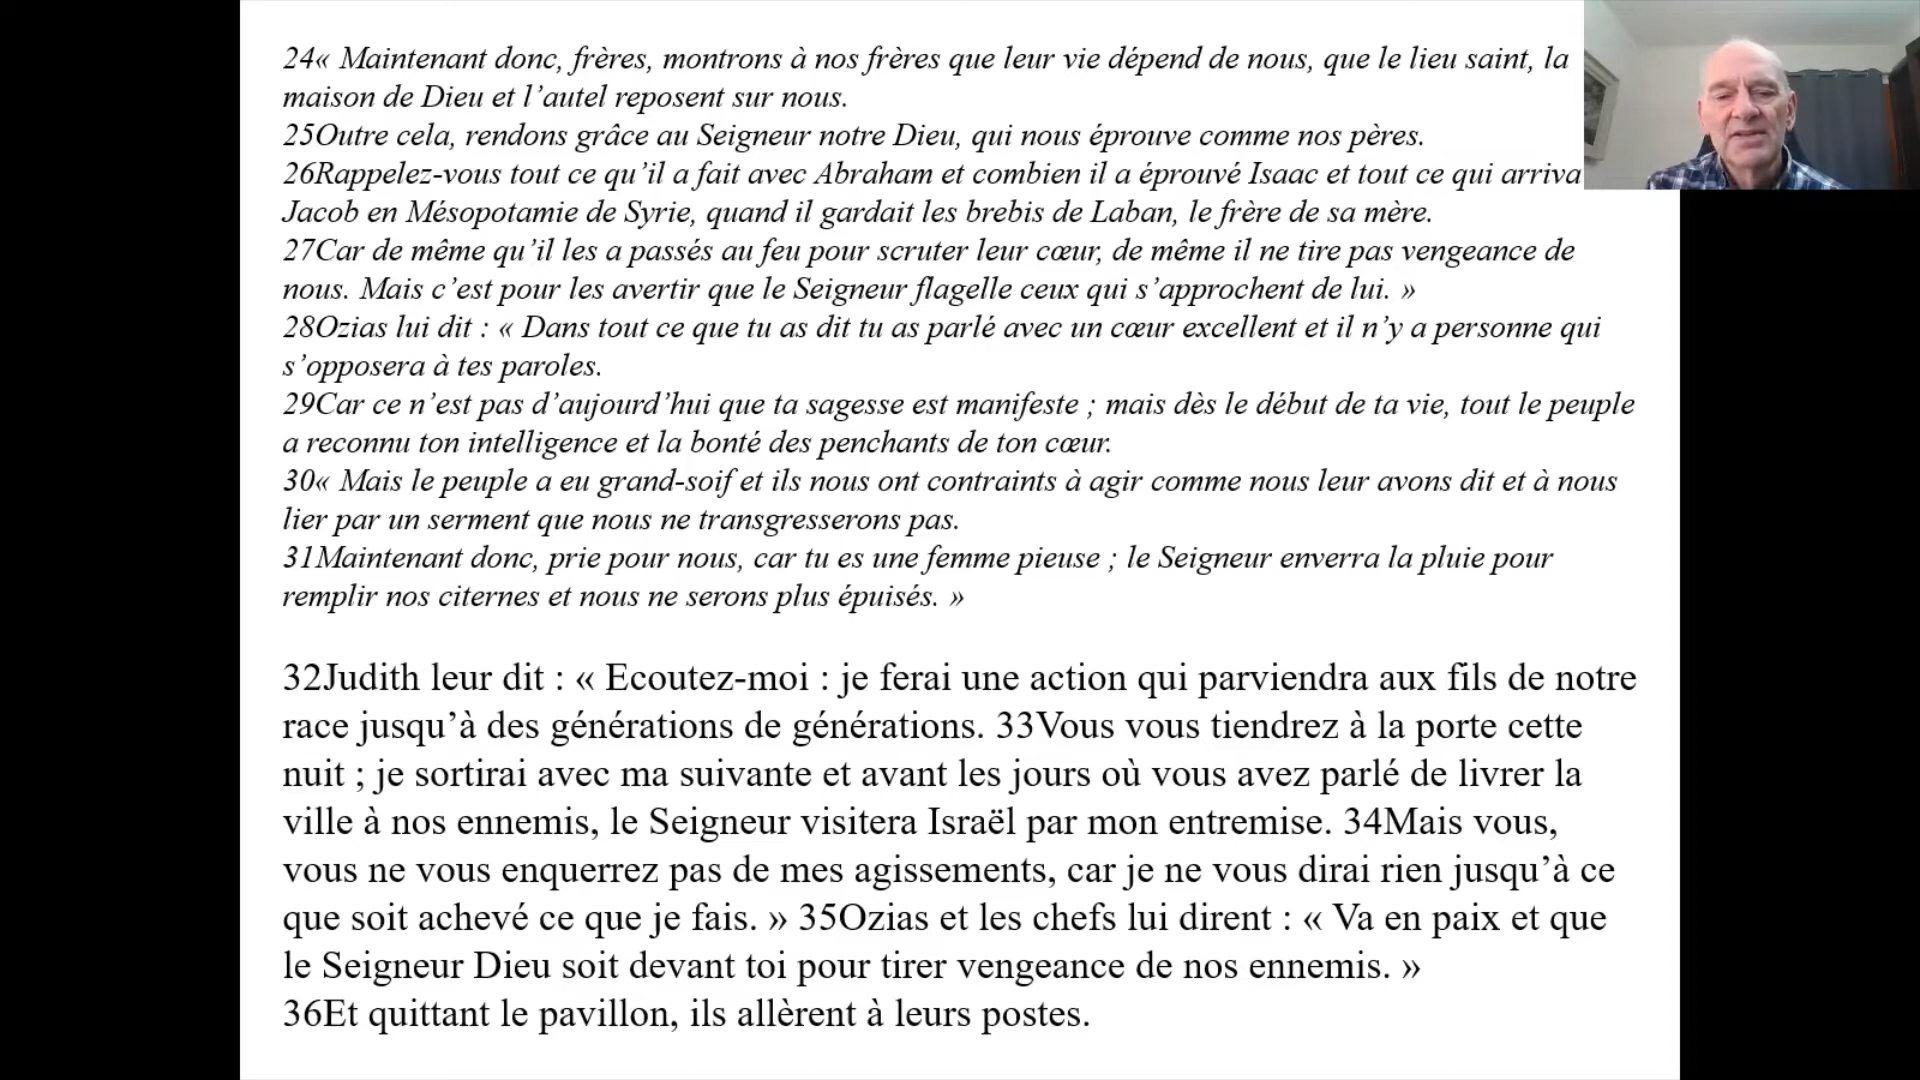 24« Maintenant donc, frères, montrons à nos frères que leur vie dépend de nous, que le lieu saint, la
maison de Dieu et l’autel reposent sur nous.
25Outre cela, rendons grâce au Seigneur notre Dieu, qui nous éprouve comme nos pères.
26Rappelez-vous tout ce qu’il a fait avec Abraham et combien il a éprouvé Isaac et tout ce qui arriva
Jacob en Mésopotamie de Syrie, quand il gardait les brebis de Laban, le frère de sa mère.
27Car de même qu’il les a passés au feu pour scruter leur cœur, de même il ne tire pas vengeance de
nous. Mais c’est pour les avertir que le Seigneur flagelle ceux qui s’approchent de lui. »
28Ozias lui dit : « Dans tout ce que tu as dit tu as parlé avec un cœur excellent et il n’y a personne qui
s’opposera à tes paroles.
29Car ce n’est pas d’aujourd’hui que ta sagesse est manifeste ; mais dès le début de ta vie, tout le peuple
a reconnu ton intelligence et la bonté des penchants de ton cœur.
30« Mais le peuple a eu grand-soif et ils nous ont contraints à agir comme nous leur avons dit et à nous
lier par un serment que nous ne transgresserons pas.
31Maintenant donc, prie pour nous, car tu es une femme pieuse ; le Seigneur enverra la pluie pour
remplir nos citernes et nous ne serons plus épuisés. »
32Judith leur dit : « Ecoutez-moi : je ferai une action qui parviendra aux fils de notre
race jusqu’à des générations de générations. 33Vous vous tiendrez à la porte cette
nuit ; je sortirai avec ma suivante et avant les jours où vous avez parlé de livrer la
ville à nos ennemis, le Seigneur visitera Israël par mon entremise. 34Mais vous,
vous ne vous enquerrez pas de mes agissements, car je ne vous dirai rien jusqu’à ce
que soit achevé ce que je fais. » 35Ozias et les chefs lui dirent : « Va en paix et que
le Seigneur Dieu soit devant toi pour tirer vengeance de nos ennemis. »
36Et quittant le pavillon, ils allèrent à leurs postes.